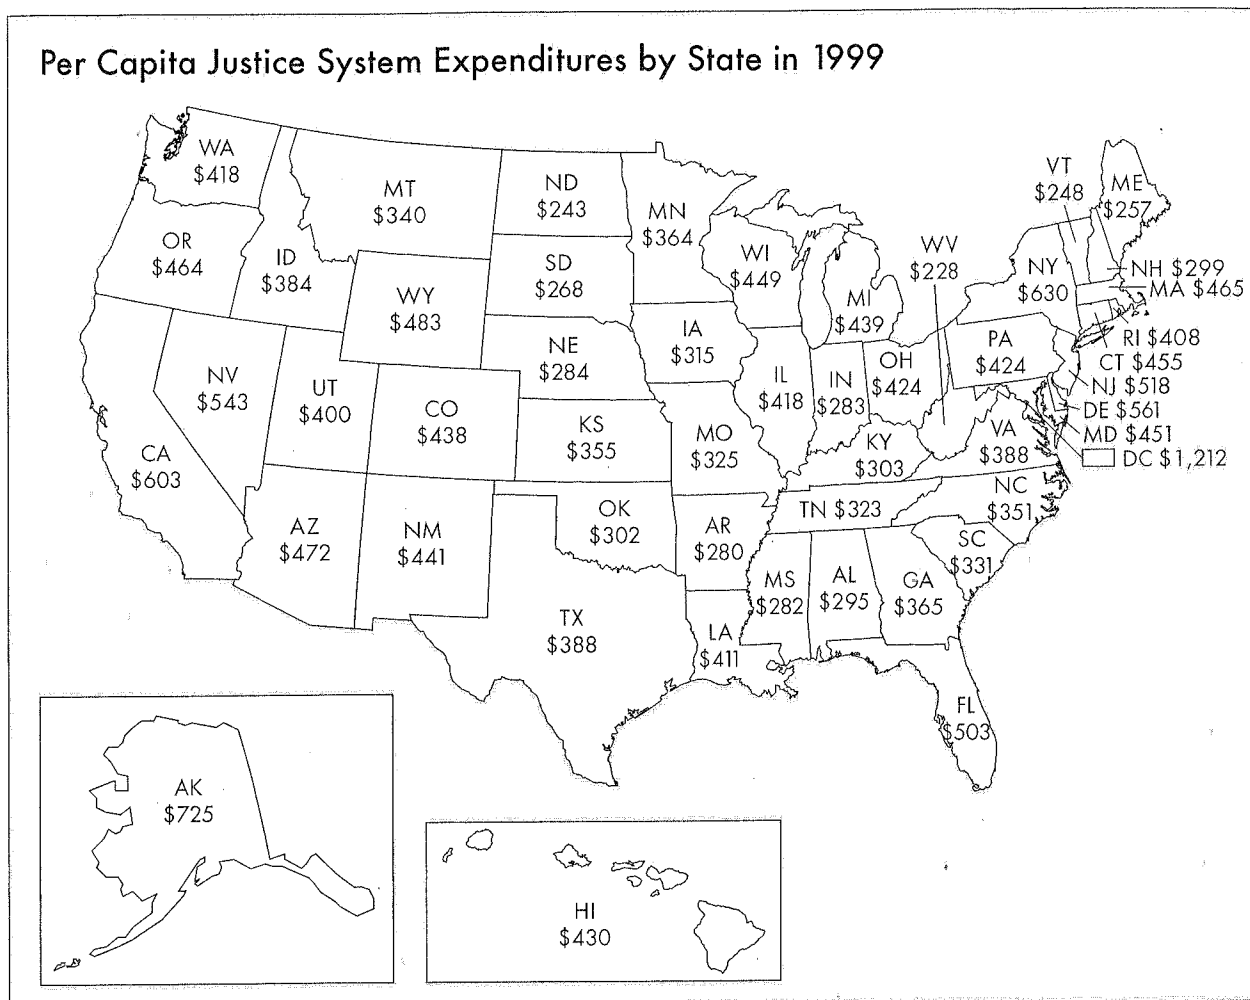 Per Capita Justice System Expenditures by State in 1999
WA
$418
MT
$340
ND
$243
MN
$364
VT
$248
ME
$257
OR
$464
ID
$384
SD
$268
WI
$449
WV
$228
NY
$630
NH $299
MA $465
WY
$483
MI
$439
IA
$315
PA
$424
RI $408
CT $455
NJ $518
DE $561
MD $451
DC $1,212
NV
$543
UT
$400
CO
$438
NE
$284
IL
$418
IN
$283
OH
$424
CA
$603
KS
$355
MO
$325
KY
$303
VA
$388
AZ
$472
NM
$441
OK
$302
AR
$280
TN $323
NC
$351
SC
$331
TX
$388
LA
$411
MS
$282
AL
$295
GA
$365
FL
$503
AK
$725
HI
$430